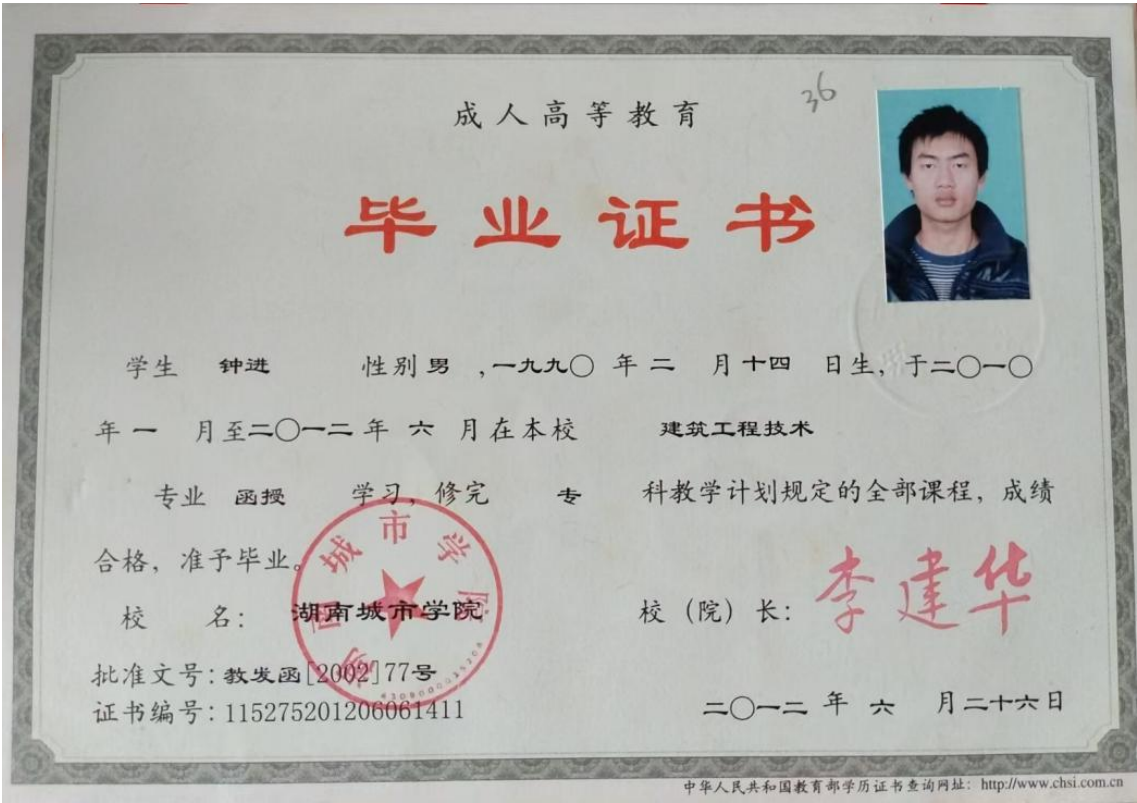 36
成人高等教育
毕业证书
学生 钟进 性别 男 ,一九九〇 年 二 月 十四 日生, 于二〇一〇
年 一 月至二〇一二 年 六 月在本校 建筑工程技术
专业 函授 学习, 修完 专 科教学计划规定的全部课程, 成绩
合格, 准予毕业。
校 名: 湖南城市学院 校（院）长: 李建华
湖南城市学院
批准文号: 教发函[2002]77号
证书编号: 115275201206061411 二〇一二 年 六 月二十六日
中华人民共和国教育部学历证书查询网址: http://www.chsi.com.cn